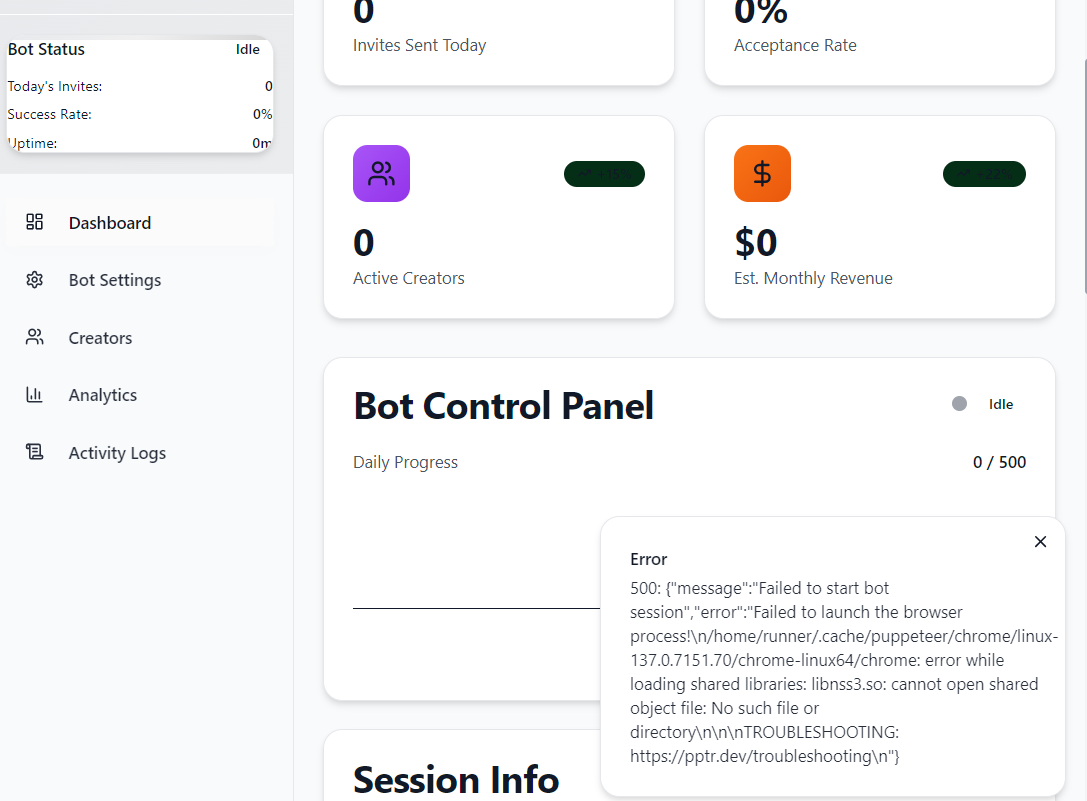 Bot Status
Idle
Today's Invites:
0
Success Rate:
0%
Uptime:
0m
Dashboard
Bot Settings
Creators
Analytics
Activity Logs
0
Invites Sent Today
0%
Acceptance Rate
+15%
0
Active Creators
+22%
$0
Est. Monthly Revenue
Bot Control Panel
Idle
Daily Progress
0 / 500
Error
500: {"message":"Failed to start bot
session","error":"Failed to launch the browser
process!\n/home/runner/.cache/puppeteer/chrome/linux-
137.0.7151.70/chrome-linux64/chrome: error while
loading shared libraries: libnss3.so: cannot open shared
object file: No such file or
directory\n\n\nTROUBLESHOOTING:
https://pptr.dev/troubleshooting\n"}
Session Info